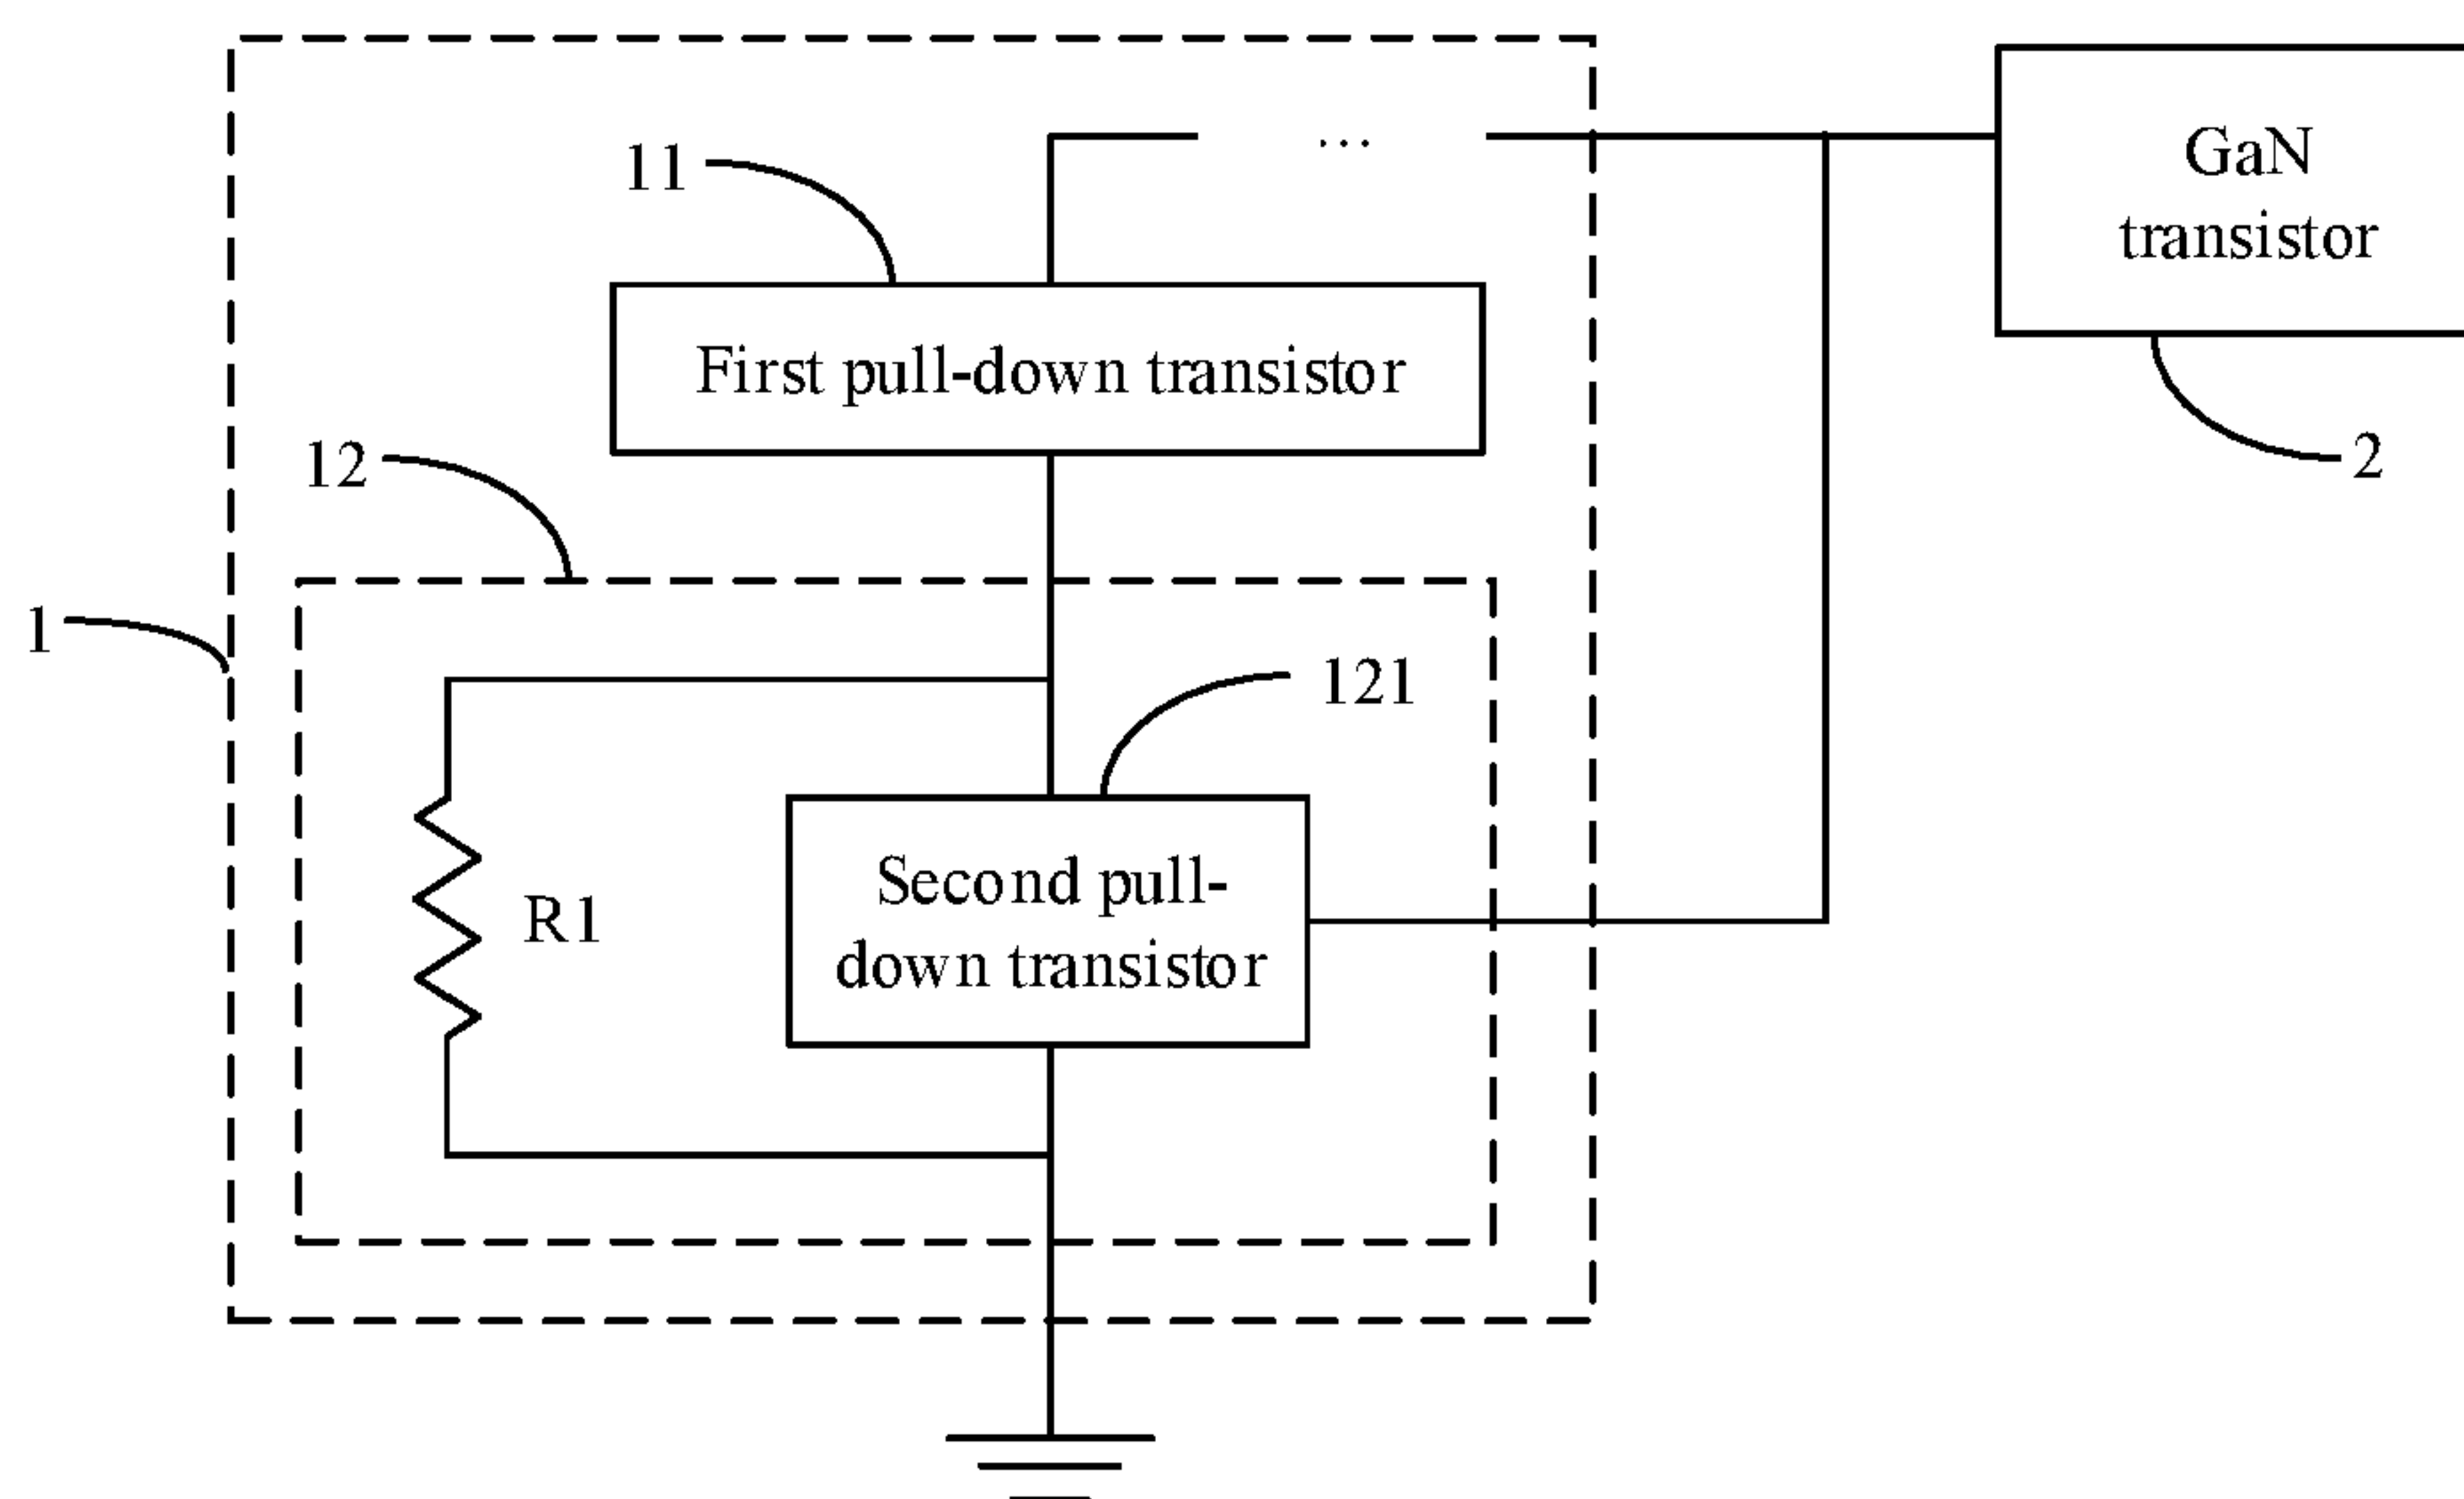 ...
GaN
transistor
11
First pull-down transistor
12
2
1
121
Second pull-
down transistor
R1